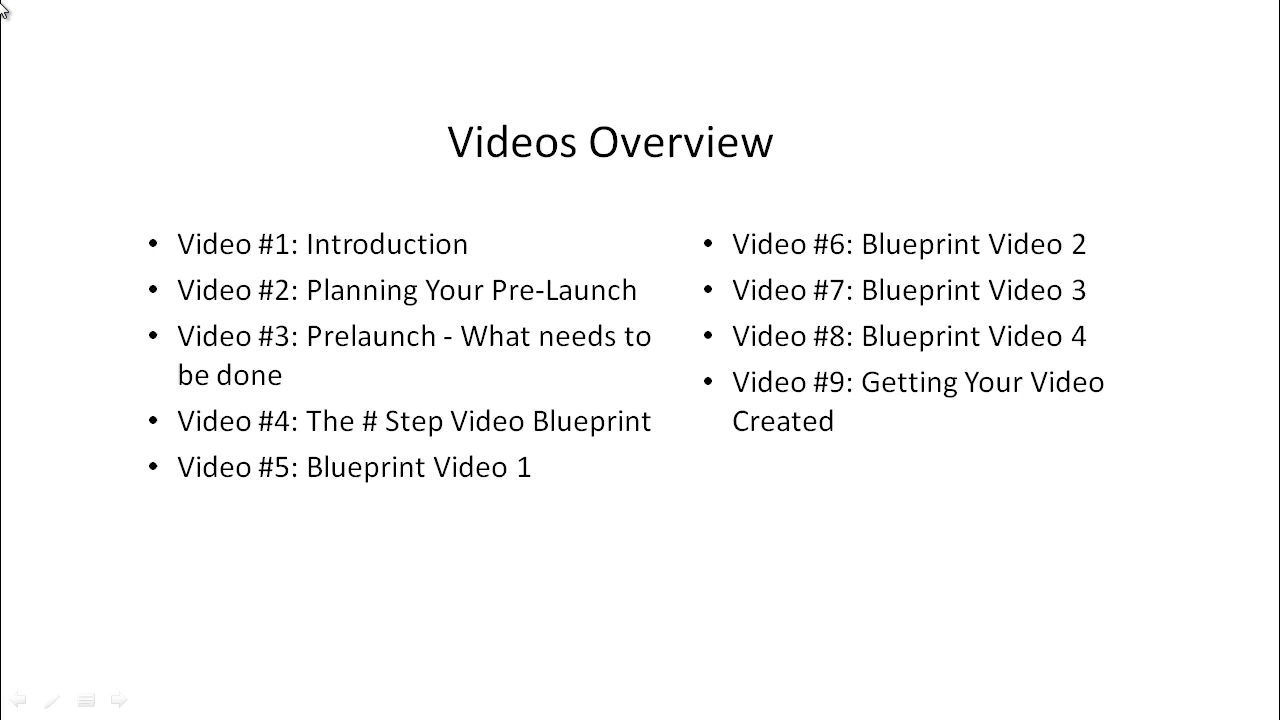 Videos Overview
• Video #1: Introduction
• Video #2: Planning Your Pre-Launch
• Video #3: Prelaunch - What needs to
be done
• Video #4: The # Step Video Blueprint
• Video #5: Blueprint Video 1
• Video #6: Blueprint Video 2
• Video #7: Blueprint Video 3
• Video #8: Blueprint Video 4
• Video #9: Getting Your Video
Created